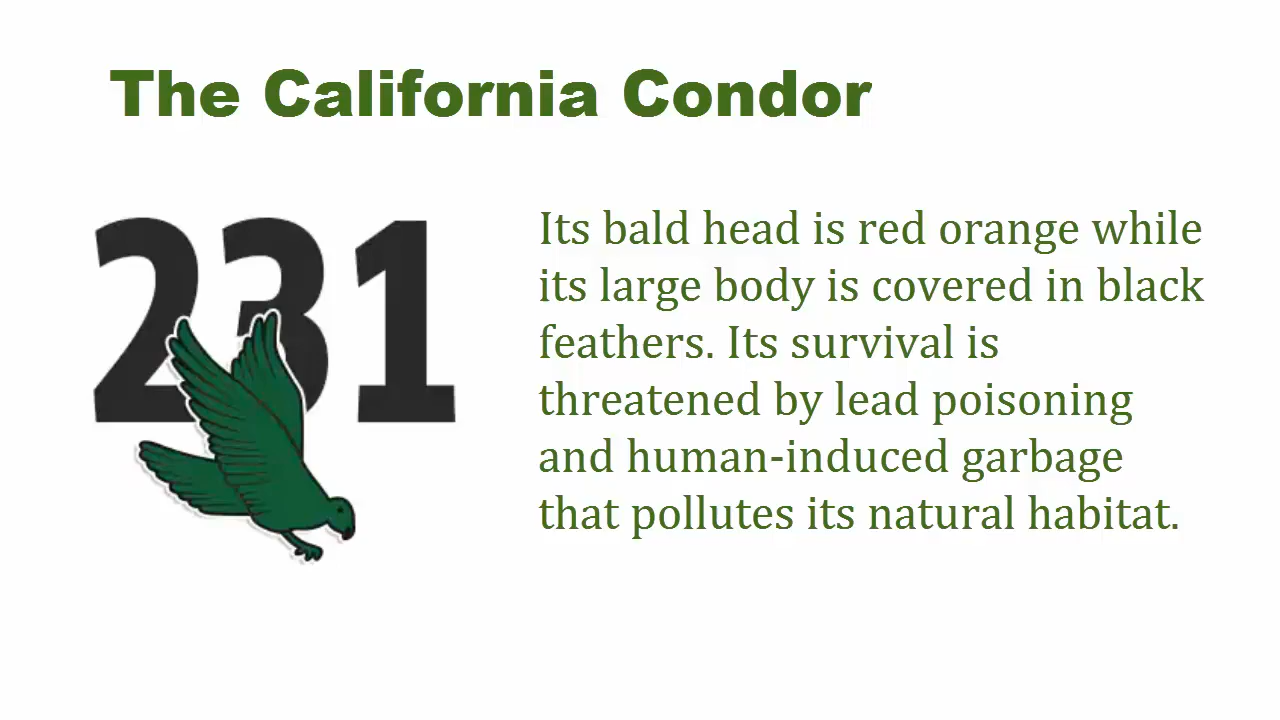 The California Condor
231
Its bald head is red orange while
its large body is covered in black
feathers. Its survival is
threatened by lead poisoning
and human-induced garbage
that pollutes its natural habitat.